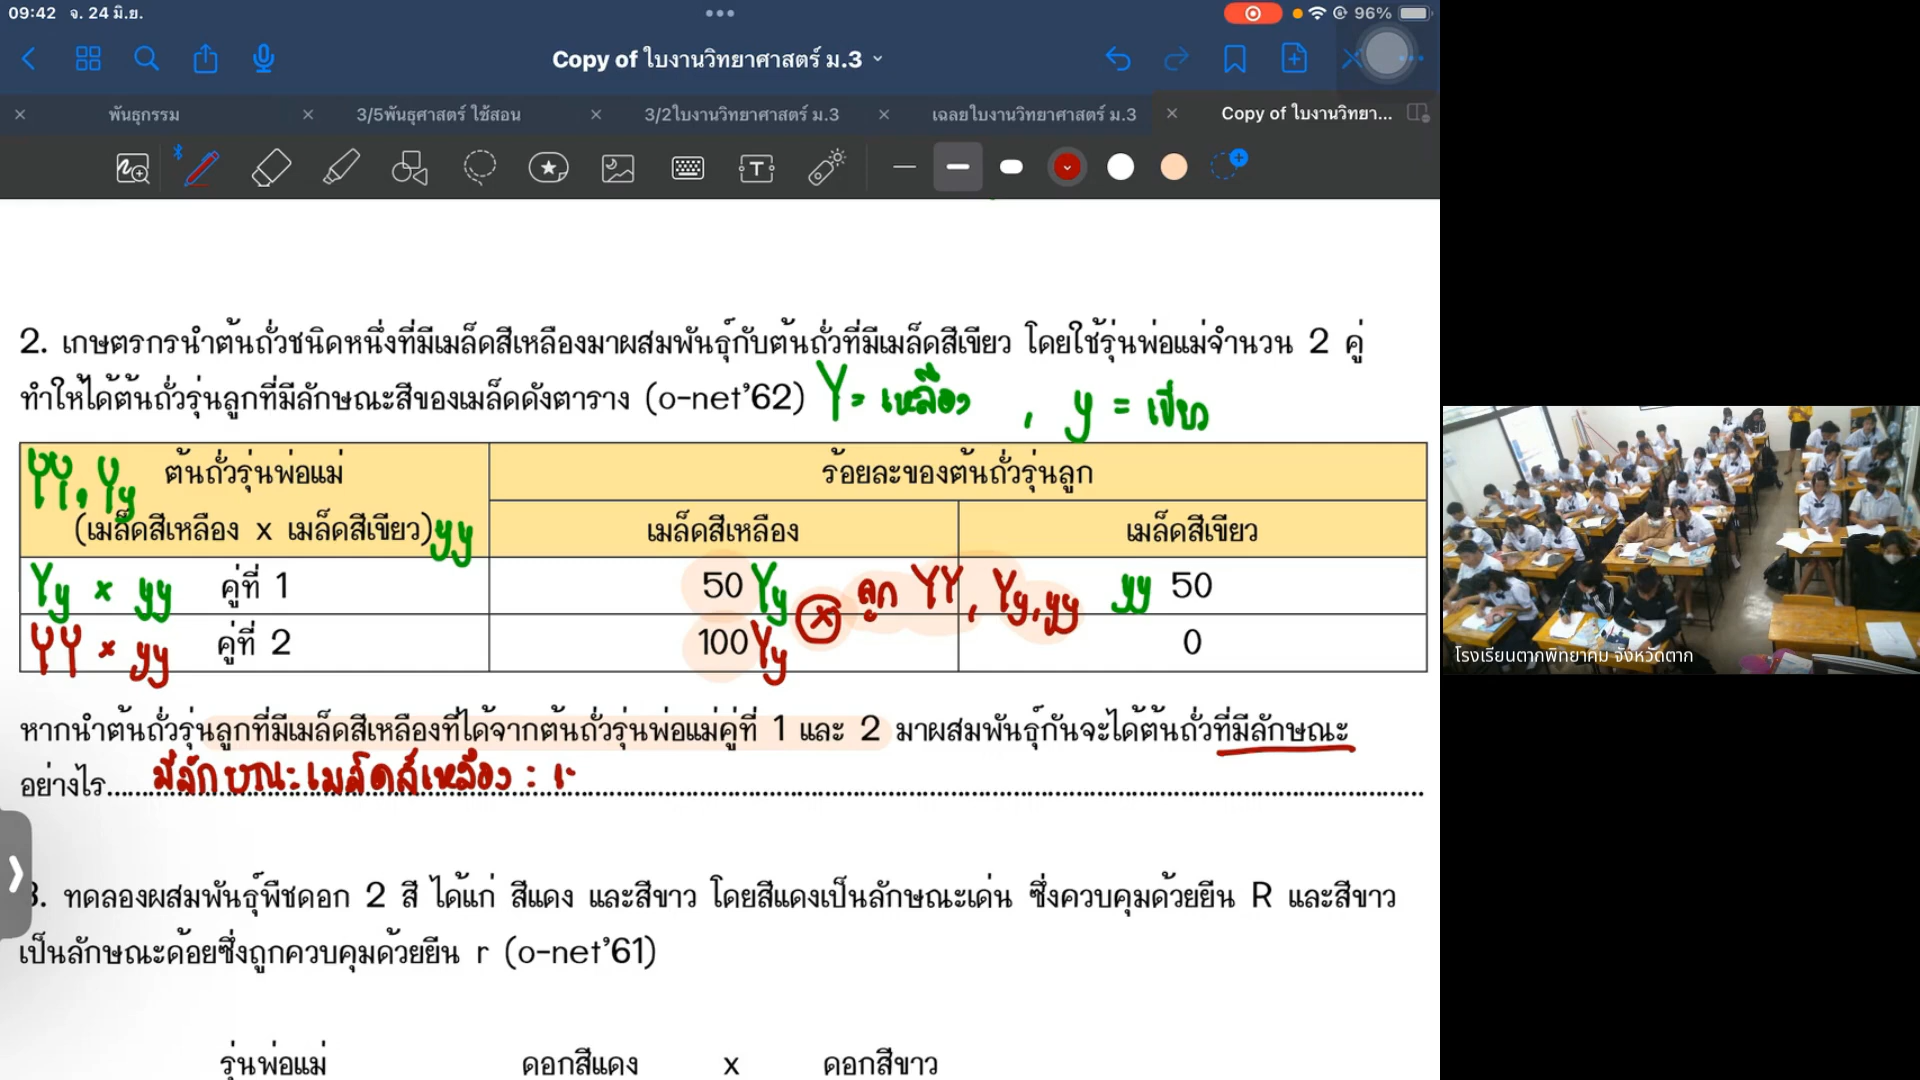 09:42 จ. 24 มิ.ย.
96%
Copy of ใบงานวิทยาศาสตร์ ม.3
พันธุกรรม
3/5พันธุศาสตร์ ใช้สอน
3/2ใบงานวิทยาศาสตร์ ม.3
เฉลยใบงานวิทยาศาสตร์ ม.3
Copy of ใบงานวิทยา...
2. เกษตรกรนำต้นถั่วชนิดหนึ่งที่มีเมล็ดสีเหลืองมาผสมพันธุ์กับต้นถั่วที่มีเมล็ดสีเขียว โดยใช้รุ่นพ่อแม่จำนวน 2 คู่
ทำให้ได้ต้นถั่วรุ่นลูกที่มีลักษณะสีของเมล็ดดังตาราง (o-net'62) Y = เหลือง , y = เขียว
YY, Yy ต้นถั่วรุ่นพ่อแม่
(เมล็ดสีเหลือง x เมล็ดสีเขียว) yy
ร้อยละของต้นถั่วรุ่นลูก
เมล็ดสีเหลือง เมล็ดสีเขียว
Yy x yy คู่ที่ 1 50 Yy x ลูก YY, Yy, yy yy 50
YY x yy คู่ที่ 2 100 Yy 0
หากนำต้นถั่วรุ่นลูกที่มีเมล็ดสีเหลืองที่ได้จากต้นถั่วรุ่นพ่อแม่คู่ที่ 1 และ 2 มาผสมพันธุ์กันจะได้ต้นถั่วที่มีลักษณะ
อย่างไร.....มีลักษณะเมล็ดสีเหลือง :
3. ทดลองผสมพันธุ์พืชดอก 2 สี ได้แก่ สีแดง และสีขาว โดยสีแดงเป็นลักษณะเด่น ซึ่งควบคุมด้วยยีน R และสีขาว
เป็นลักษณะด้อยซึ่งถูกควบคุมด้วยยีน r (o-net'61)
รุ่นพ่อแม่ ดอกสีแดง x ดอกสีขาว
โรงเรียนตากพิทยาคม จังหวัดตาก